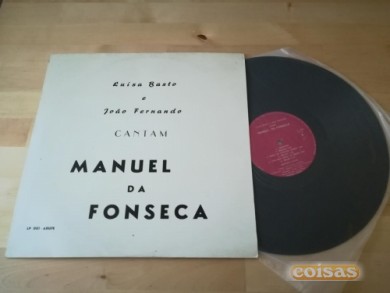 Luisa Basto
e
João Fernando
CANTAM
MANUEL
DA
FONSECA
coisas